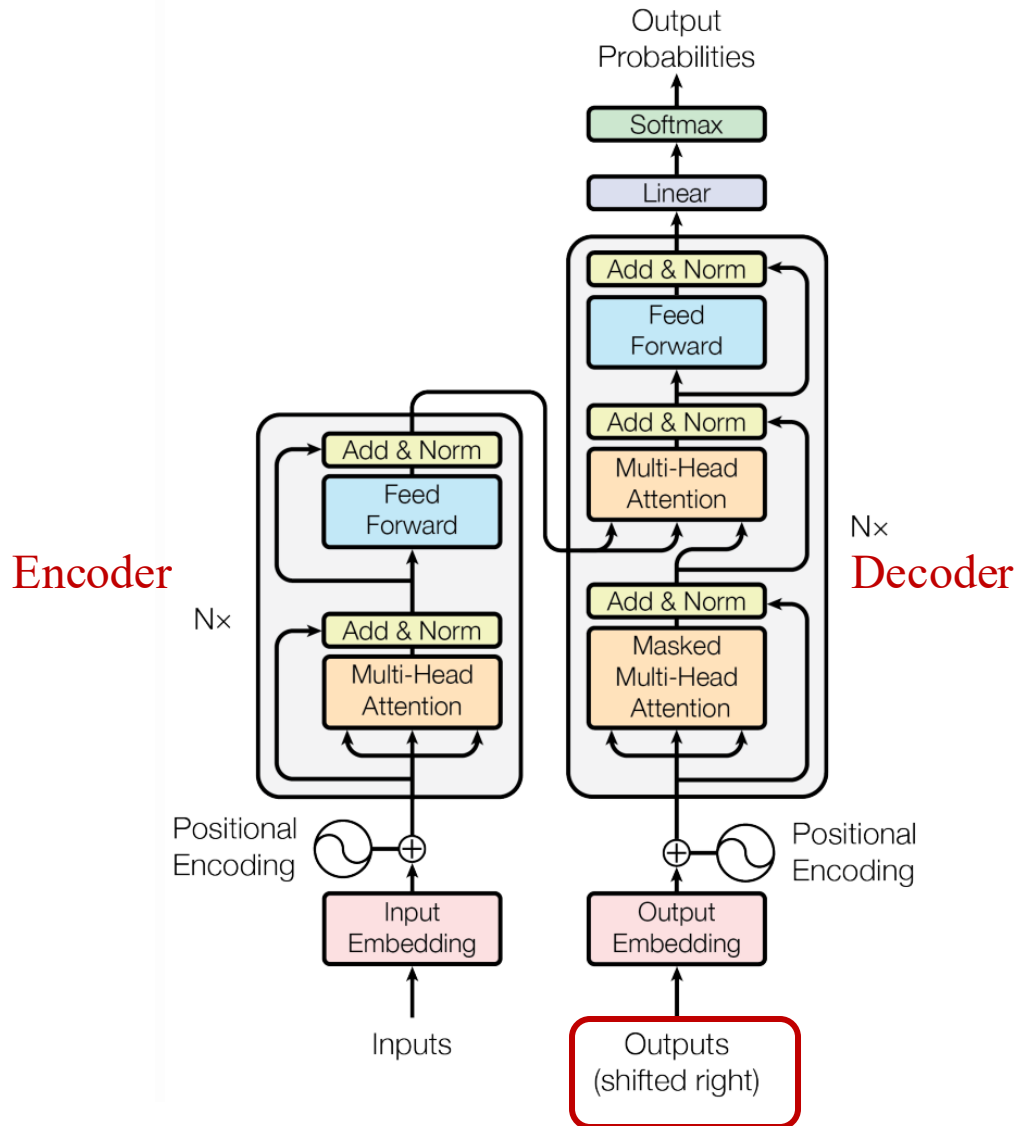 Output
Probabilities
Softmax
Linear
Add & Norm
Feed
Forward
Add & Norm
Multi-Head
Attention
Add & Norm
Masked
Multi-Head
Attention
N×
Decoder
Add & Norm
Feed
Forward
Add & Norm
Multi-Head
Attention
Encoder
N×
Positional
Encoding
Positional
Encoding
Input
Embedding
Output
Embedding
Inputs
Outputs
(shifted right)